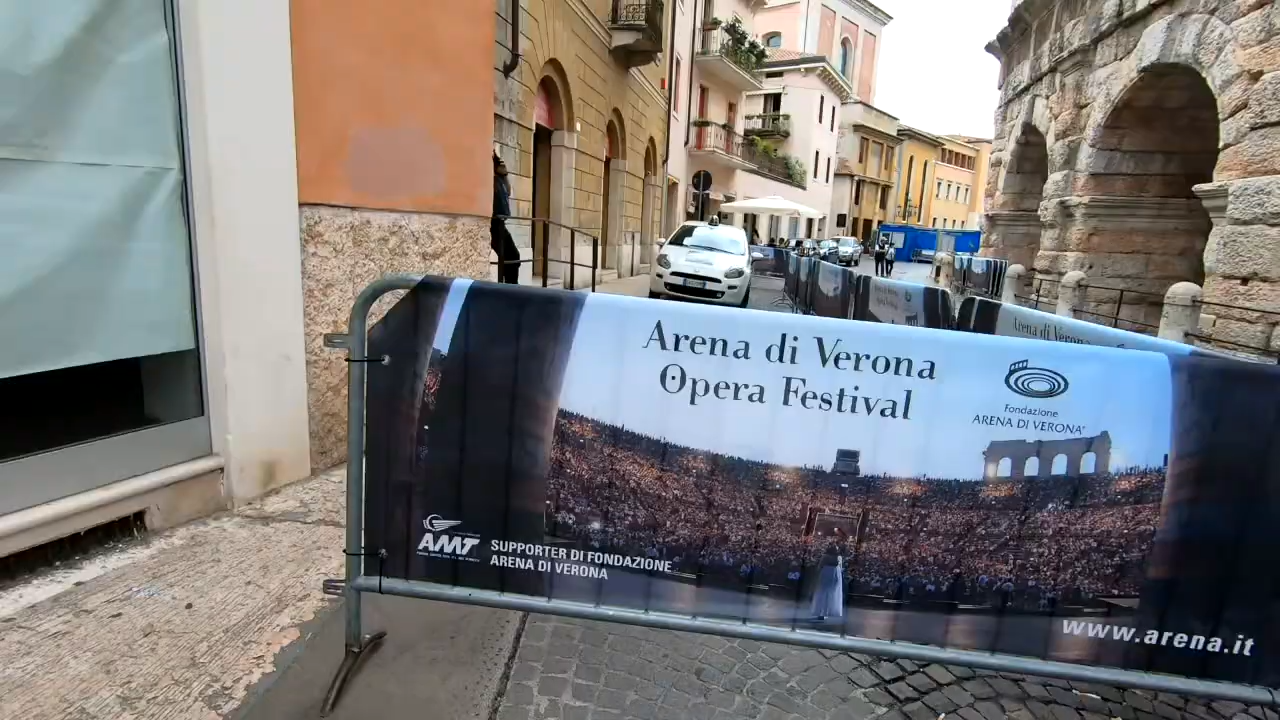 Arena di Verona
Opera Festival
Fondazione
ARENA DI VERONA
AMT
SUPPORTER DI FONDAZIONE
ARENA DI VERONA
www.arena.it
Arena di Verona